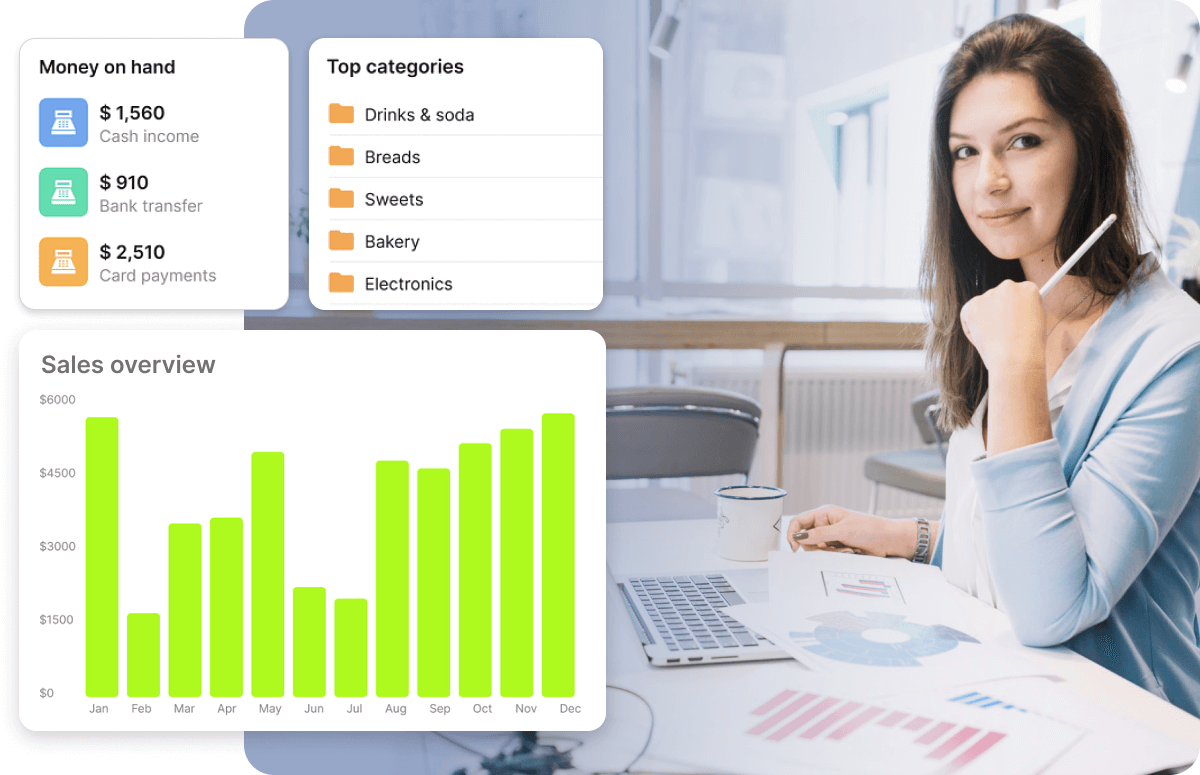 Money on hand
$ 1,560
Cash income
$ 910
Bank transfer
$ 2,510
Card payments
Top categories
Drinks & soda
Breads
Sweets
Bakery
Electronics
Sales overview
$6000
$4500
$3000
$1500
$0
Jan Feb Mar Apr May Jun Jul Aug Sep Oct Nov Dec